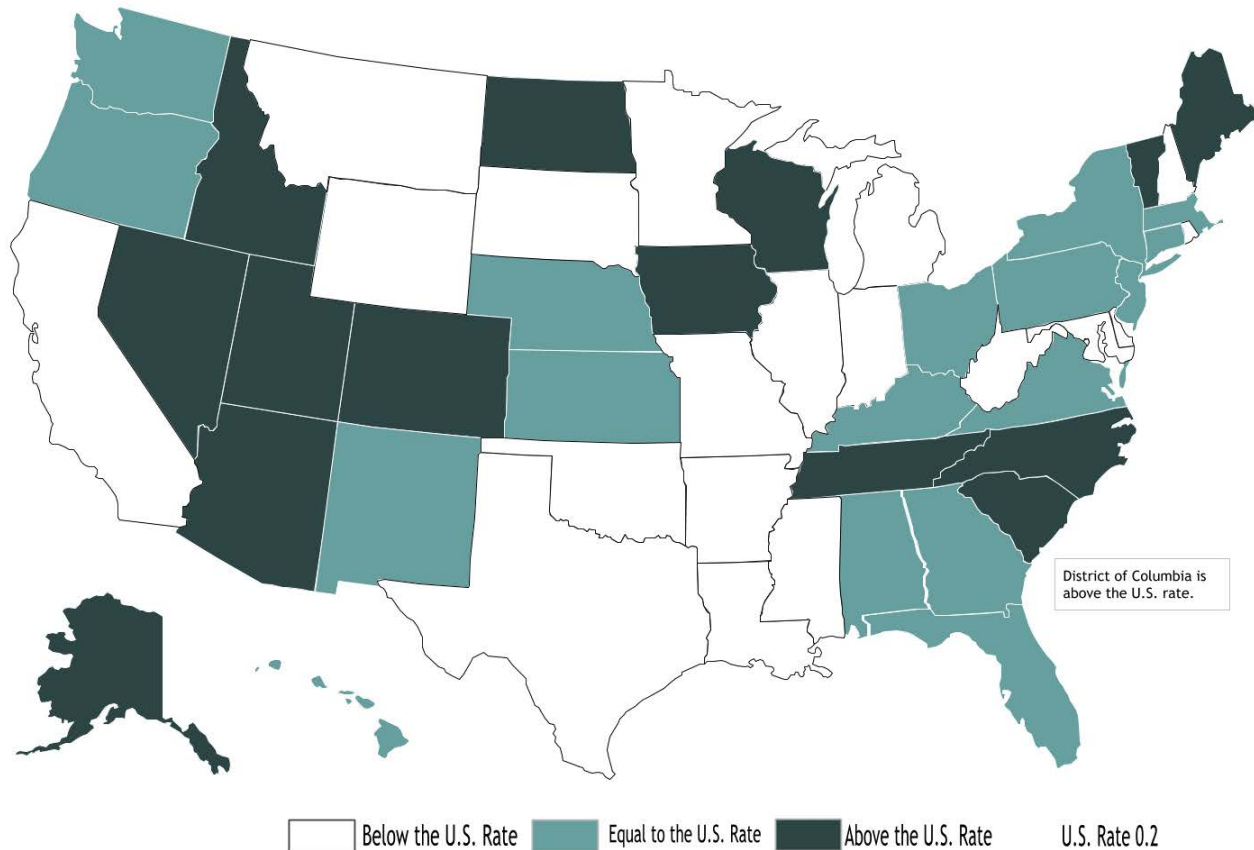 District of Columbia is
above the U.S. rate.
Below the U.S. Rate
Equal to the U.S. Rate
Above the U.S. Rate
U.S. Rate 0.2